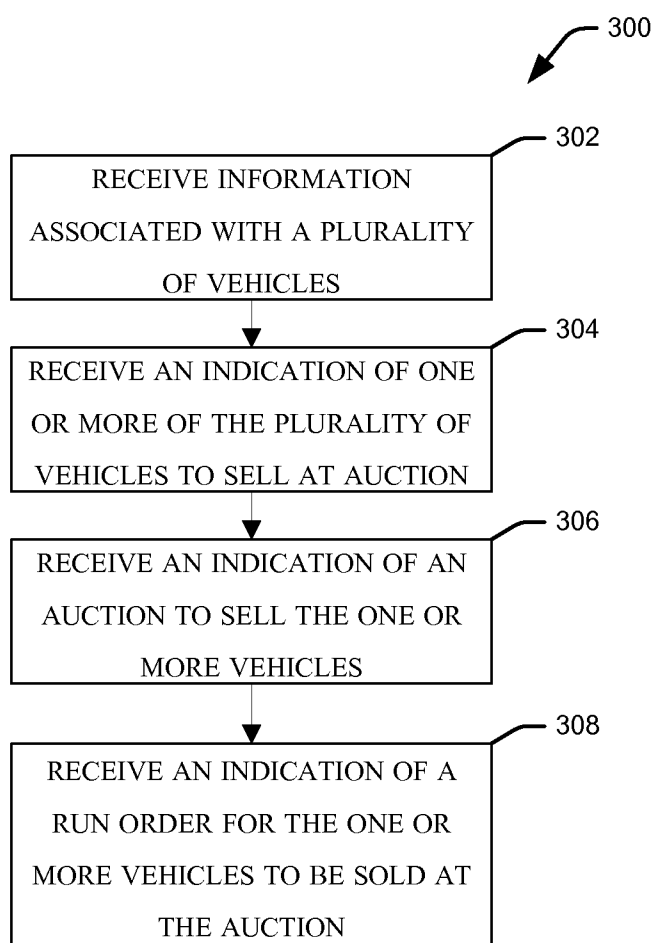 300
302
RECEIVE INFORMATION
ASSOCIATED WITH A PLURALITY
OF VEHICLES
304
RECEIVE AN INDICATION OF ONE
OR MORE OF THE PLURALITY OF
VEHICLES TO SELL AT AUCTION
306
RECEIVE AN INDICATION OF AN
AUCTION TO SELL THE ONE OR
MORE VEHICLES
308
RECEIVE AN INDICATION OF A
RUN ORDER FOR THE ONE OR
MORE VEHICLES TO BE SOLD AT
THE AUCTION